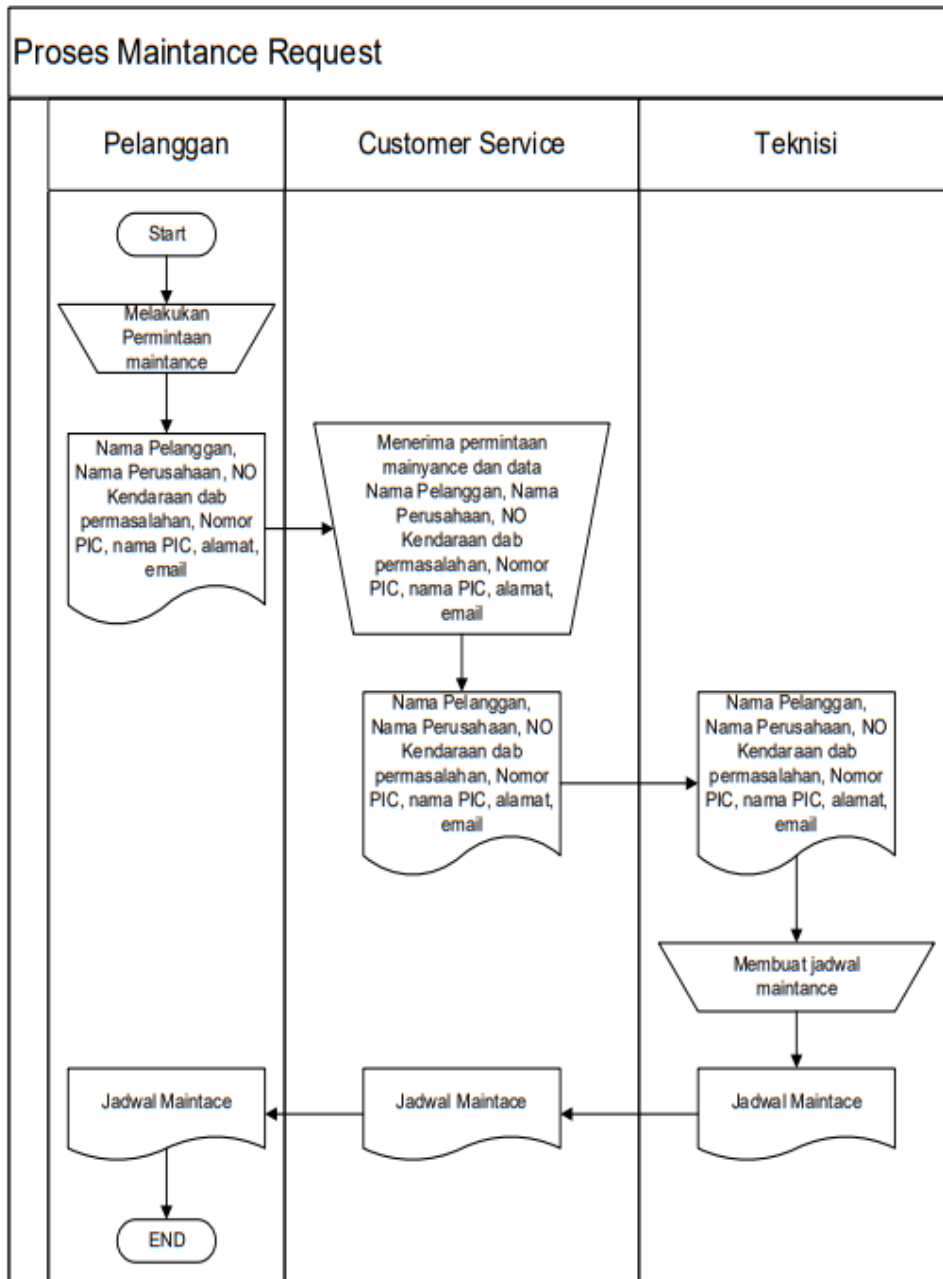 Proses Maintance Request
Pelanggan
Customer Service
Teknisi
Start
Melakukan
Permintaan
maintance
Nama Pelanggan,
Nama Perusahaan, NO
Kendaraan dab
permasalahan, Nomor
PIC, nama PIC, alamat,
email
Menerima permintaan
mainyance dan data
Nama Pelanggan, Nama
Perusahaan, NO
Kendaraan dab
permasalahan, Nomor
PIC, nama PIC, alamat,
email
Nama Pelanggan,
Nama Perusahaan, NO
Kendaraan dab
permasalahan, Nomor
PIC, nama PIC, alamat,
email
Nama Pelanggan,
Nama Perusahaan, NO
Kendaraan dab
permasalahan, Nomor
PIC, nama PIC, alamat,
email
Membuat jadwal
maintance
Jadwal Maintace
Jadwal Maintace
Jadwal Maintace
END